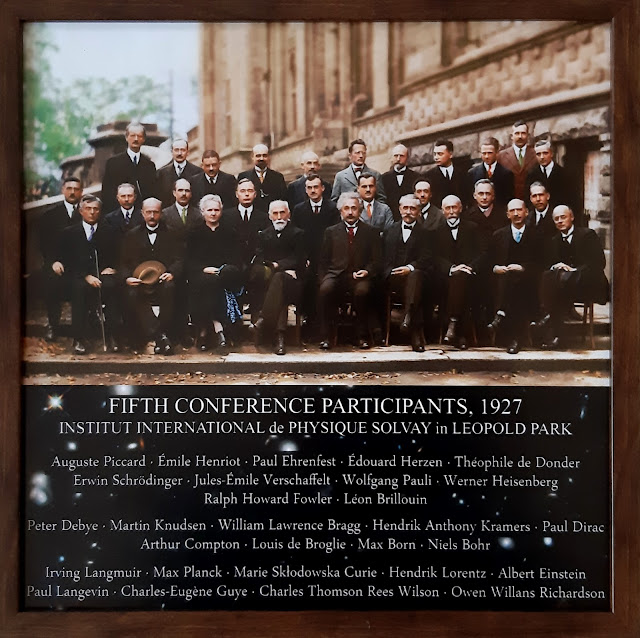 FIFTH CONFERENCE PARTICIPANTS, 1927
INSTITUT INTERNATIONAL de PHYSIQUE SOLVAY in LEOPOLD PARK
Auguste Piccard · Émile Henriot · Paul Ehrenfest · Édouard Herzen · Théophile de Donder
Erwin Schrödinger · Jules-Émile Verschaffelt · Wolfgang Pauli · Werner Heisenberg
Ralph Howard Fowler · Léon Brillouin
Peter Debye · Martin Knudsen · William Lawrence Bragg · Hendrik Anthony Kramers · Paul Dirac
Arthur Compton · Louis de Broglie · Max Born · Niels Bohr
Irving Langmuir · Max Planck · Marie Skłodowska Curie · Hendrik Lorentz · Albert Einstein
Paul Langevin · Charles-Eugène Guye · Charles Thomson Rees Wilson · Owen Willans Richardson